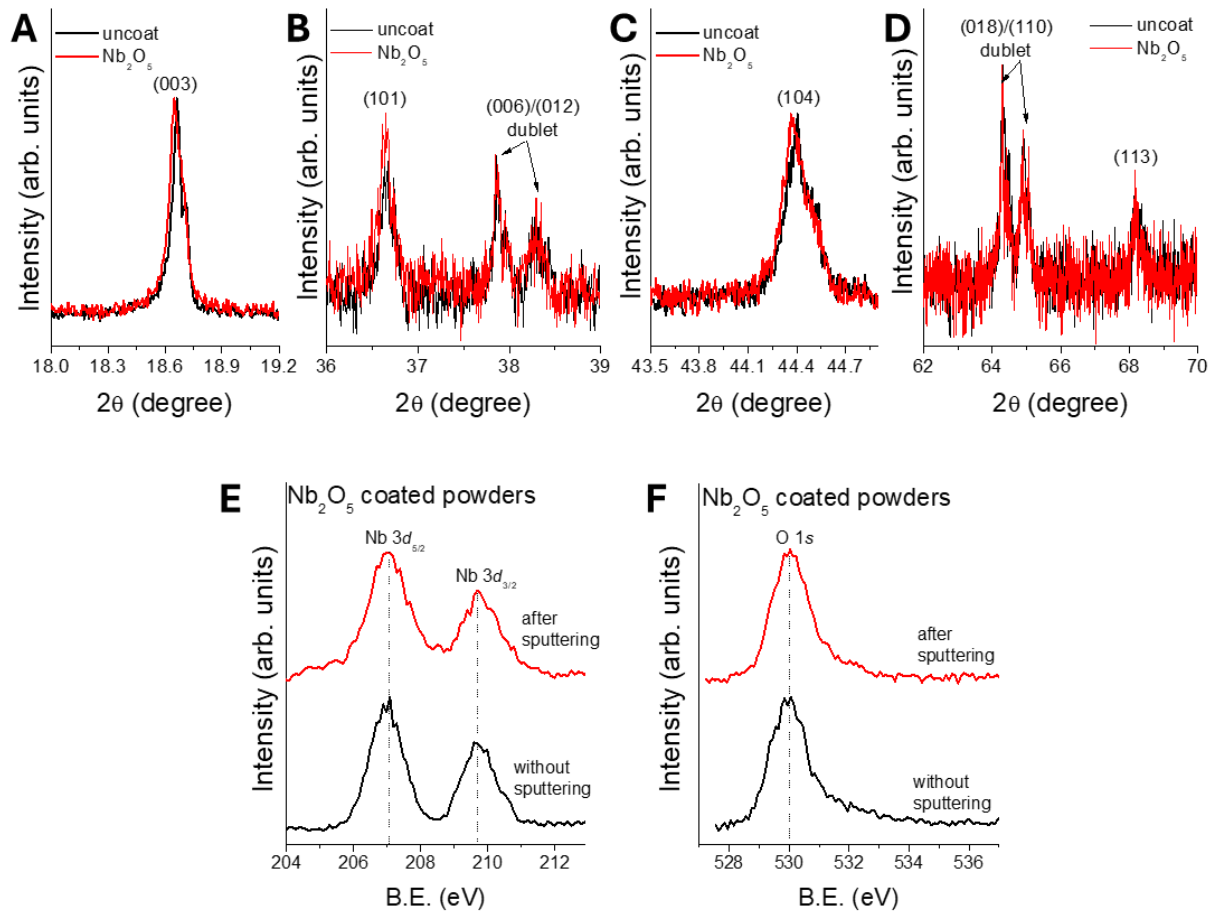 A
uncoat
Nb₂O₅
(003)
Intensity (arb. units)
18.0 18.3 18.6 18.9 19.2
2θ (degree)
B
uncoat
Nb₂O₅
(101)
(006)/(012)
dublet
Intensity (arb. units)
36 37 38 39
2θ (degree)
C
uncoat
Nb₂O₅
(104)
Intensity (arb. units)
43.5 43.8 44.1 44.4 44.7
2θ (degree)
D
uncoat
Nb₂O₅
(018)/(110)
dublet
(113)
Intensity (arb. units)
62 64 66 68 70
2θ (degree)
E
Nb₂O₅ coated powders
Nb 3d₅/₂
Nb 3d₃/₂
after
sputtering
without
sputtering
Intensity (arb. units)
204 206 208 210 212
B.E. (eV)
F
Nb₂O₅ coated powders
O 1s
after
sputtering
without
sputtering
Intensity (arb. units)
528 530 532 534 536
B.E. (eV)